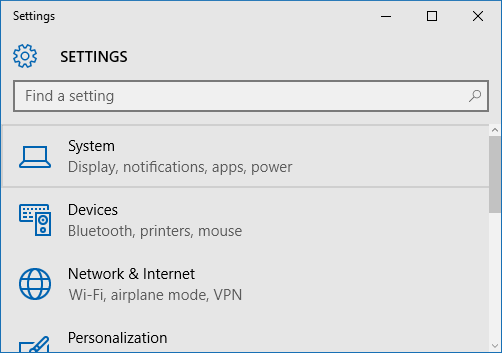 Settings
SETTINGS
Find a setting
System
Display, notifications, apps, power
Devices
Bluetooth, printers, mouse
Network & Internet
Wi-Fi, airplane mode, VPN
Personalization